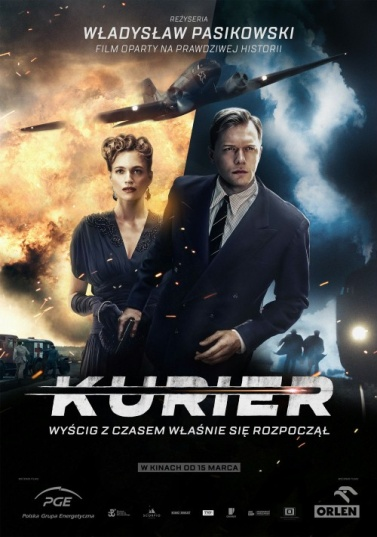 REŻYSERIA
WŁADYSŁAW PASIKOWSKI
FILM OPARTY NA PRAWDZIWEJ HISTORII
KURIER
WYŚCIG Z CZASEM WŁAŚNIE SIĘ ROZPOCZĄŁ
W KINACH OD 15 MARCA
PGE
Polska Grupa Energetyczna
ORLEN